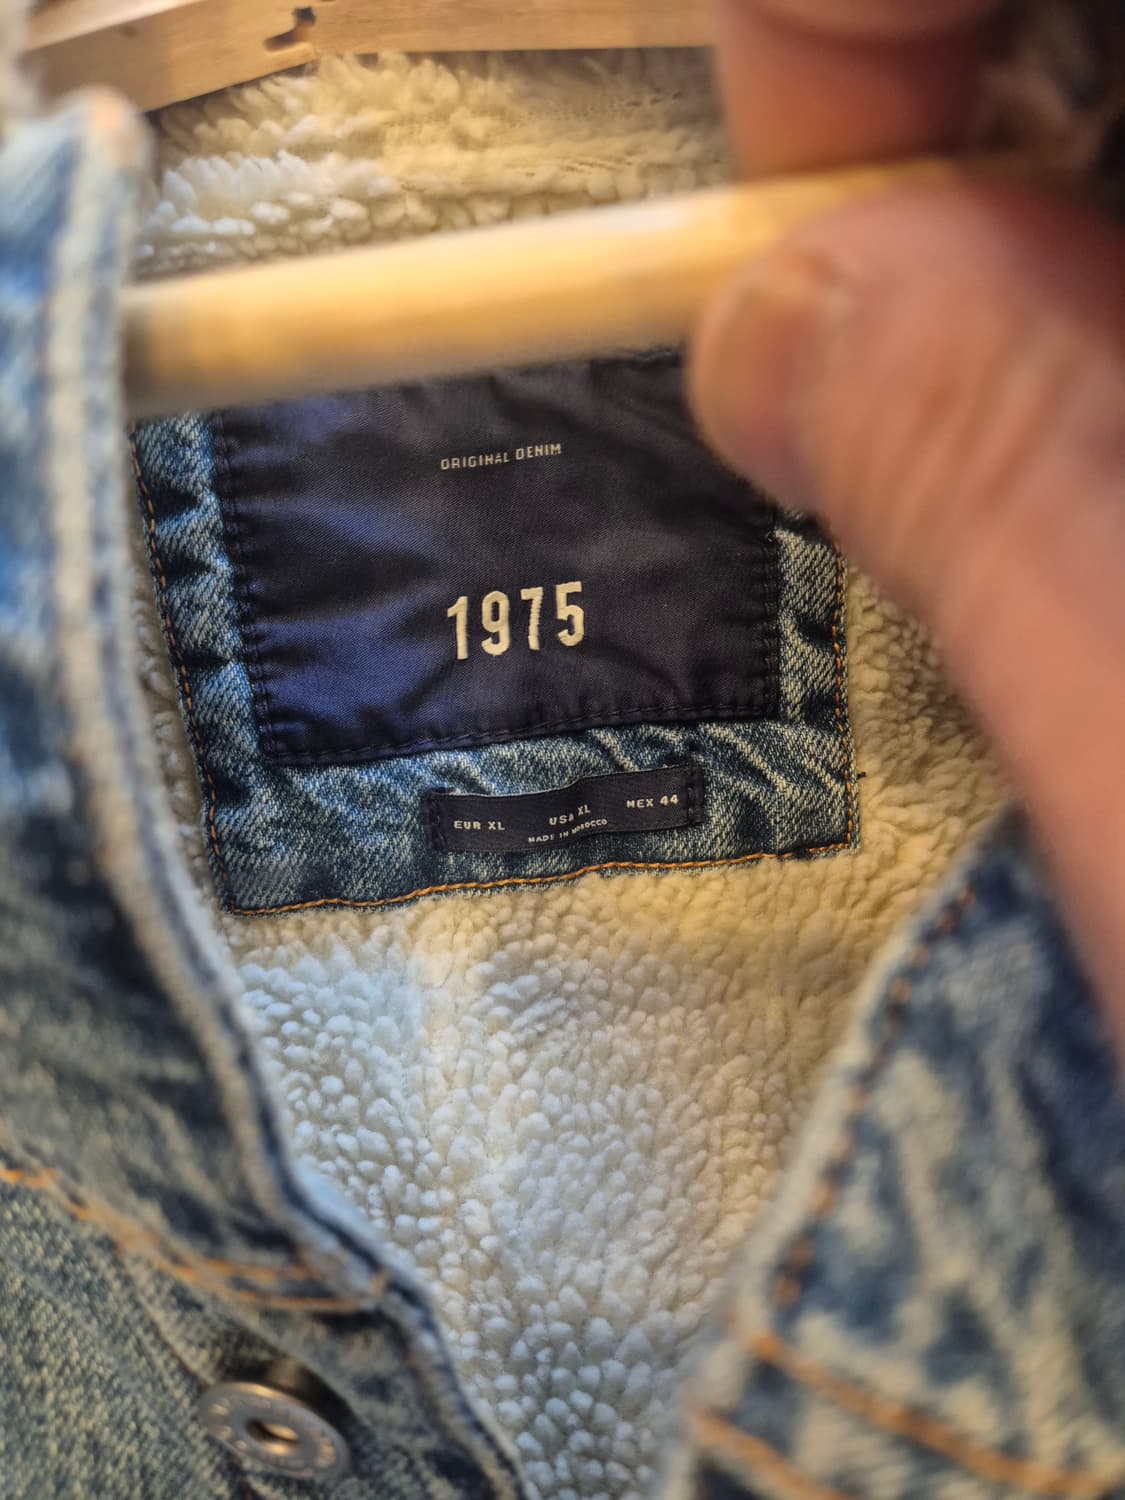 ORIGINAL DENIM
1975
EUR XL USA XL MEX 44
MADE IN MOROCCO